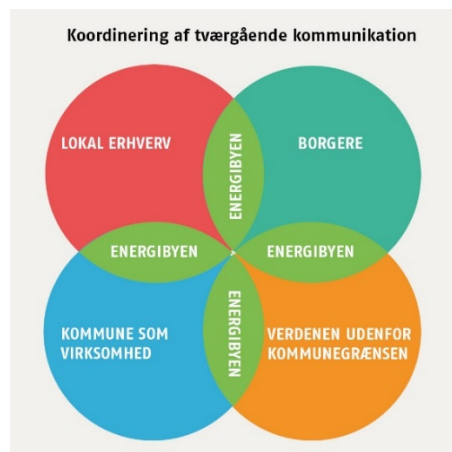 Koordinering af tværgående kommunikation
LOKAL ERHVERV
ENERGIBYEN
BORGERE
ENERGIBYEN
ENERGIBYEN
KOMMUNE SOM
VIRKSOMHED
ENERGIBYEN
VERDENEN UDENFOR
KOMMUNEGRÆNSEN